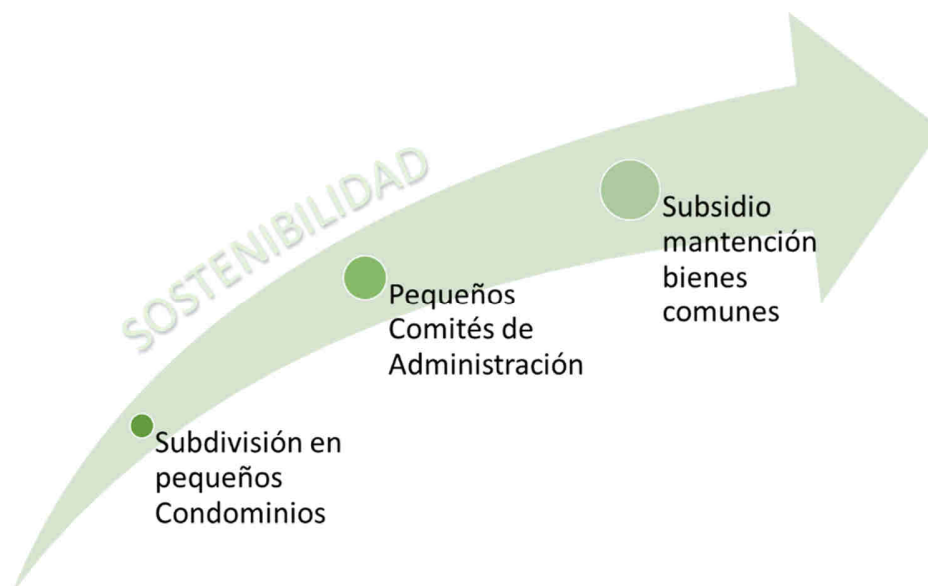 SOSTENIBILIDAD
Subdivisión en
pequeños
Condominios
Pequeños
Comités de
Administración
Subsidio
mantención
bienes
comunes